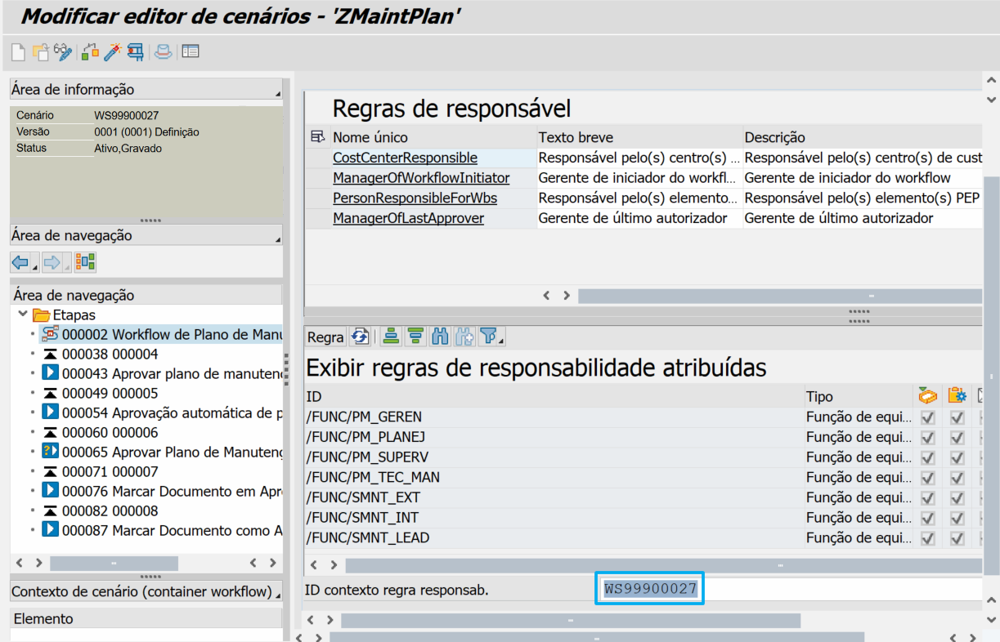 Modificar editor de cenários - 'ZMaintPlan'
Área de informação
Cenário WS99900027
Versão 0001 (0001) Definição
Status Ativo,Gravado
Área de navegação
Área de navegação
Etapas
000002 Workflow de Plano de Manu
000038 000004
000043 Aprovar plano de manuten
000049 000005
000054 Aprovação automática de p
000060 000006
000065 Aprovar Plano de Manuten
000071 000007
000076 Marcar Documento em Apr
000082 000008
000087 Marcar Documento como A
Contexto de cenário (container workflow)
Elemento
Regras de responsável
Nome único Texto breve Descrição
CostCenterResponsible Responsável pelo(s) centro(s) ... Responsável pelo(s) centro(s) de cust
ManagerOfWorkflowInitiator Gerente de iniciador do workfl... Gerente de iniciador do workflow
PersonResponsibleForWbs Responsável pelo(s) elemento... Responsável pelo(s) elemento(s) PEP
ManagerOfLastApprover Gerente de último autorizador Gerente de último autorizador
Regra
Exibir regras de responsabilidade atribuídas
ID Tipo
/FUNC/PM_GEREN Função de equi...
/FUNC/PM_PLANEJ Função de equi...
/FUNC/PM_SUPERV Função de equi...
/FUNC/PM_TEC_MAN Função de equi...
/FUNC/SMNT_EXT Função de equi...
/FUNC/SMNT_INT Função de equi...
/FUNC/SMNT_LEAD Função de equi...
ID contexto regra responsab. WS99900027